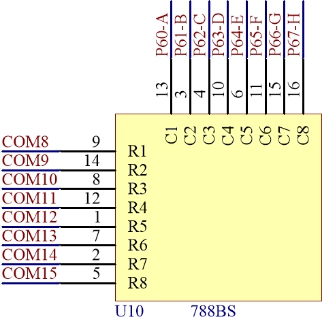 P60-A
P61-B
P62-C
P63-D
P64-E
P65-F
P66-G
P67-H
13
3
4
10
6
11
15
16
C1
C2
C3
C4
C5
C6
C7
C8
COM8 9 R1
COM9 14 R2
COM10 8 R3
COM11 12 R4
COM12 1 R5
COM13 7 R6
COM14 2 R7
COM15 5 R8
U10 788BS